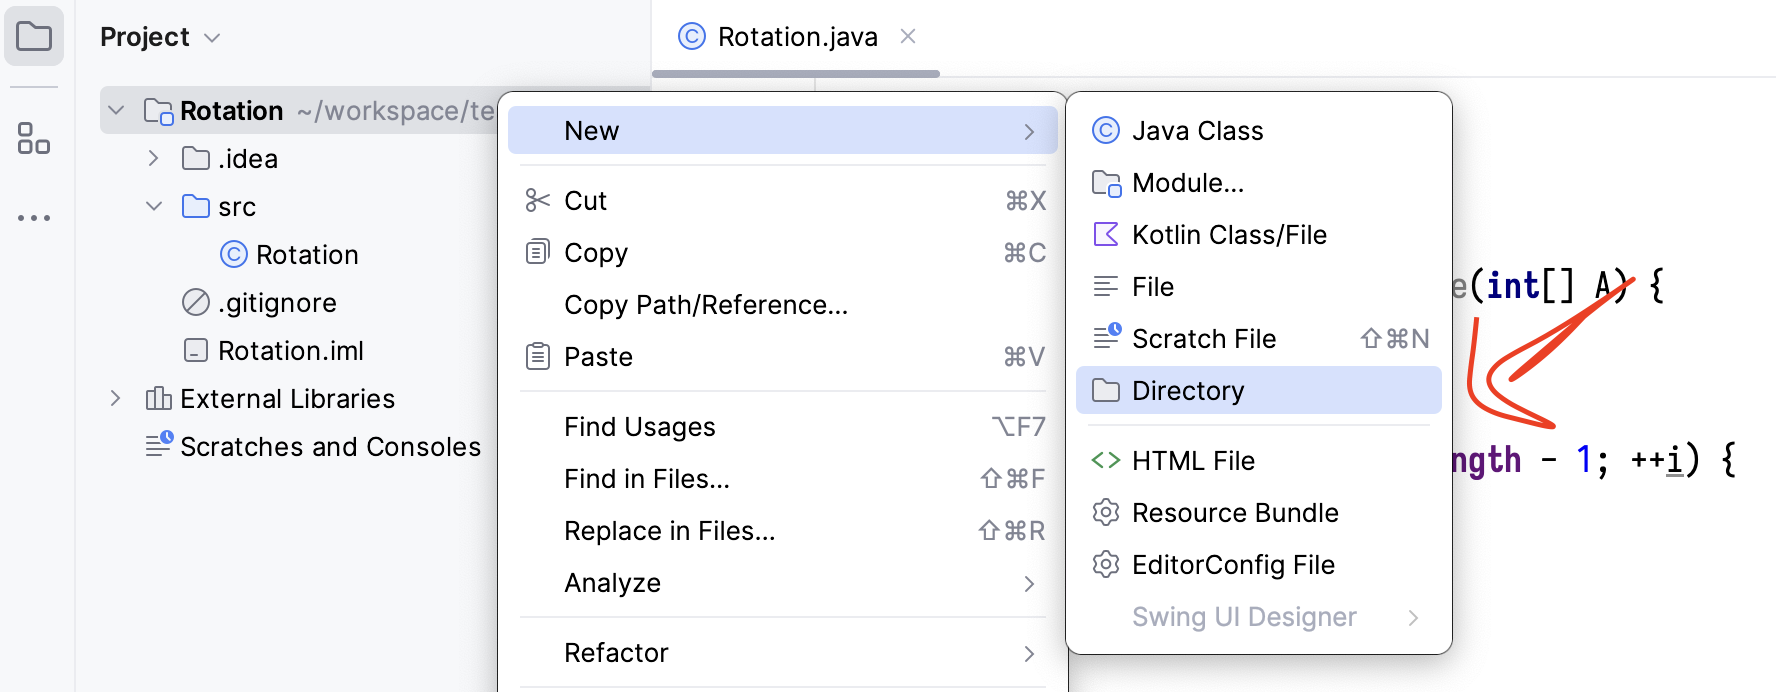 Project
Rotation.java
Rotation ~/workspace/te
.idea
src
Rotation
.gitignore
Rotation.iml
External Libraries
Scratches and Consoles
New
Cut ⌘X
Copy ⌘C
Copy Path/Reference...
Paste ⌘V
Find Usages ⌥F7
Find in Files... ⇧⌘F
Replace in Files... ⇧⌘R
Analyze
Refactor
Java Class
Module...
Kotlin Class/File
File
Scratch File ⇧⌘N
Directory
HTML File
Resource Bundle
EditorConfig File
Swing UI Designer
e(int[] A) {
ngth - 1; ++i) {